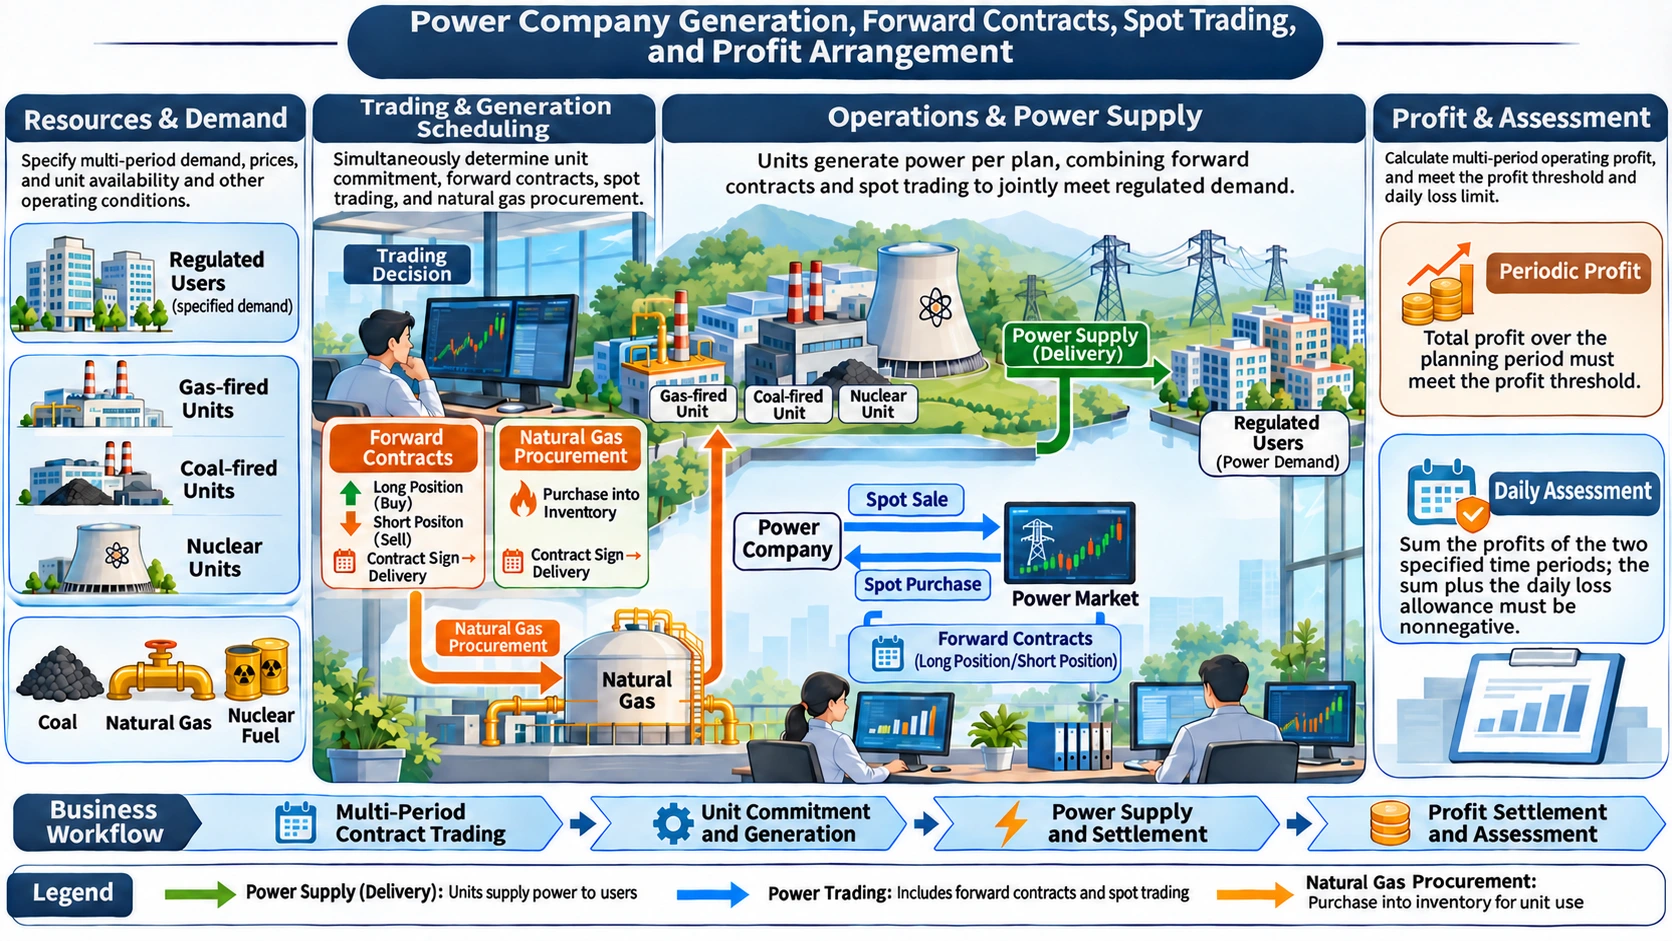 Power Company Generation, Forward Contracts, Spot Trading,
and Profit Arrangement
Resources & Demand
Specify multi-period demand, prices,
and unit availability and other
operating conditions.
Regulated
Users
(specified demand)
Gas-fired
Units
Coal-fired
Units
Nuclear
Units
Coal
Natural Gas
Nuclear
Fuel
Trading & Generation
Scheduling
Simultaneously determine unit
commitment, forward contracts, spot
trading, and natural gas procurement.
Trading
Decision
Forward
Contracts
Long Position
(Buy)
Short Positon
(Sell)
Contract Sign→
Delivery
Natural Gas
Procurement
Purchase into
Inventory
Contract Sign→
Delivery
Natural Gas
Procurement
Natural
Gas
Operations & Power Supply
Units generate power per plan, combining forward
contracts and spot trading to jointly meet regulated demand.
Gas-fired
Unit
Coal-fired
Unit
Nuclear
Unit
Power Supply
(Delivery)
Regulated
Users
(Power Demand)
Power
Company
Spot Sale
Spot Purchase
Power Market
Forward Contracts
(Long Position/Short Position)
Profit & Assessment
Calculate multi-period operating profit,
and meet the profit threshold and
daily loss limit.
Periodic Profit
Total profit over the
planning period must
meet the profit threshold.
Daily Assessment
Sum the profits of the two
specified time periods; the
sum plus the daily loss
allowance must be
nonnegative.
Business
Workflow
Multi-Period
Contract Trading
Unit Commitment
and Generation
Power Supply
and Settlement
Profit Settlement
and Assessment
Legend
Power Supply (Delivery): Units supply power to users
Power Trading: Includes forward contracts and spot trading
Natural Gas Procurement:
Purchase into inventory for unit use